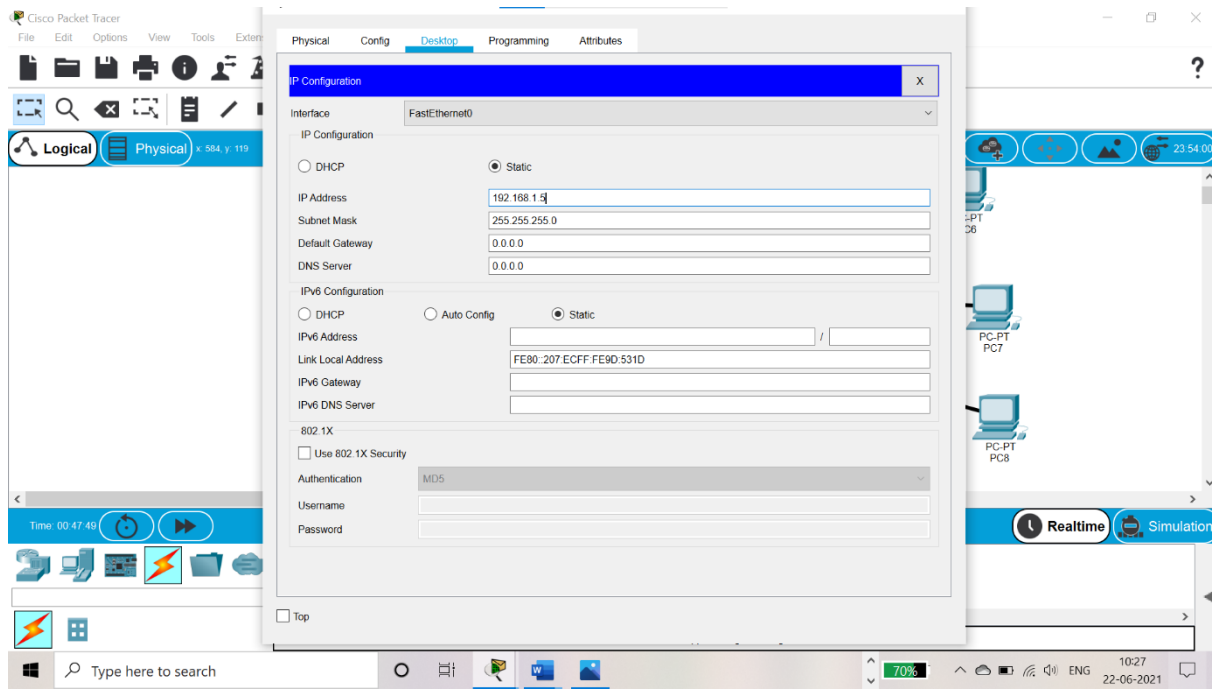 Cisco Packet Tracer
File Edit Options View Tools Exten
Physical Config Desktop Programming Attributes
IP Configuration X
Interface FastEthernet0
IP Configuration
DHCP Static
IP Address 192.168.1.5
Subnet Mask 255.255.255.0
Default Gateway 0.0.0.0
DNS Server 0.0.0.0
IPv6 Configuration
DHCP Auto Config Static
IPv6 Address /
Link Local Address FE80::207:ECFF:FE9D:531D
IPv6 Gateway
IPv6 DNS Server
802.1X
Use 802.1X Security
Authentication MD5
Username
Password
Top
?
Logical Physical x: 584, y: 119
23:54:00
-PT
C6
PC-PT
PC7
PC-PT
PC8
Time: 00:47:49
Realtime Simulation
Type here to search
70%
ENG
10:27
22-06-2021